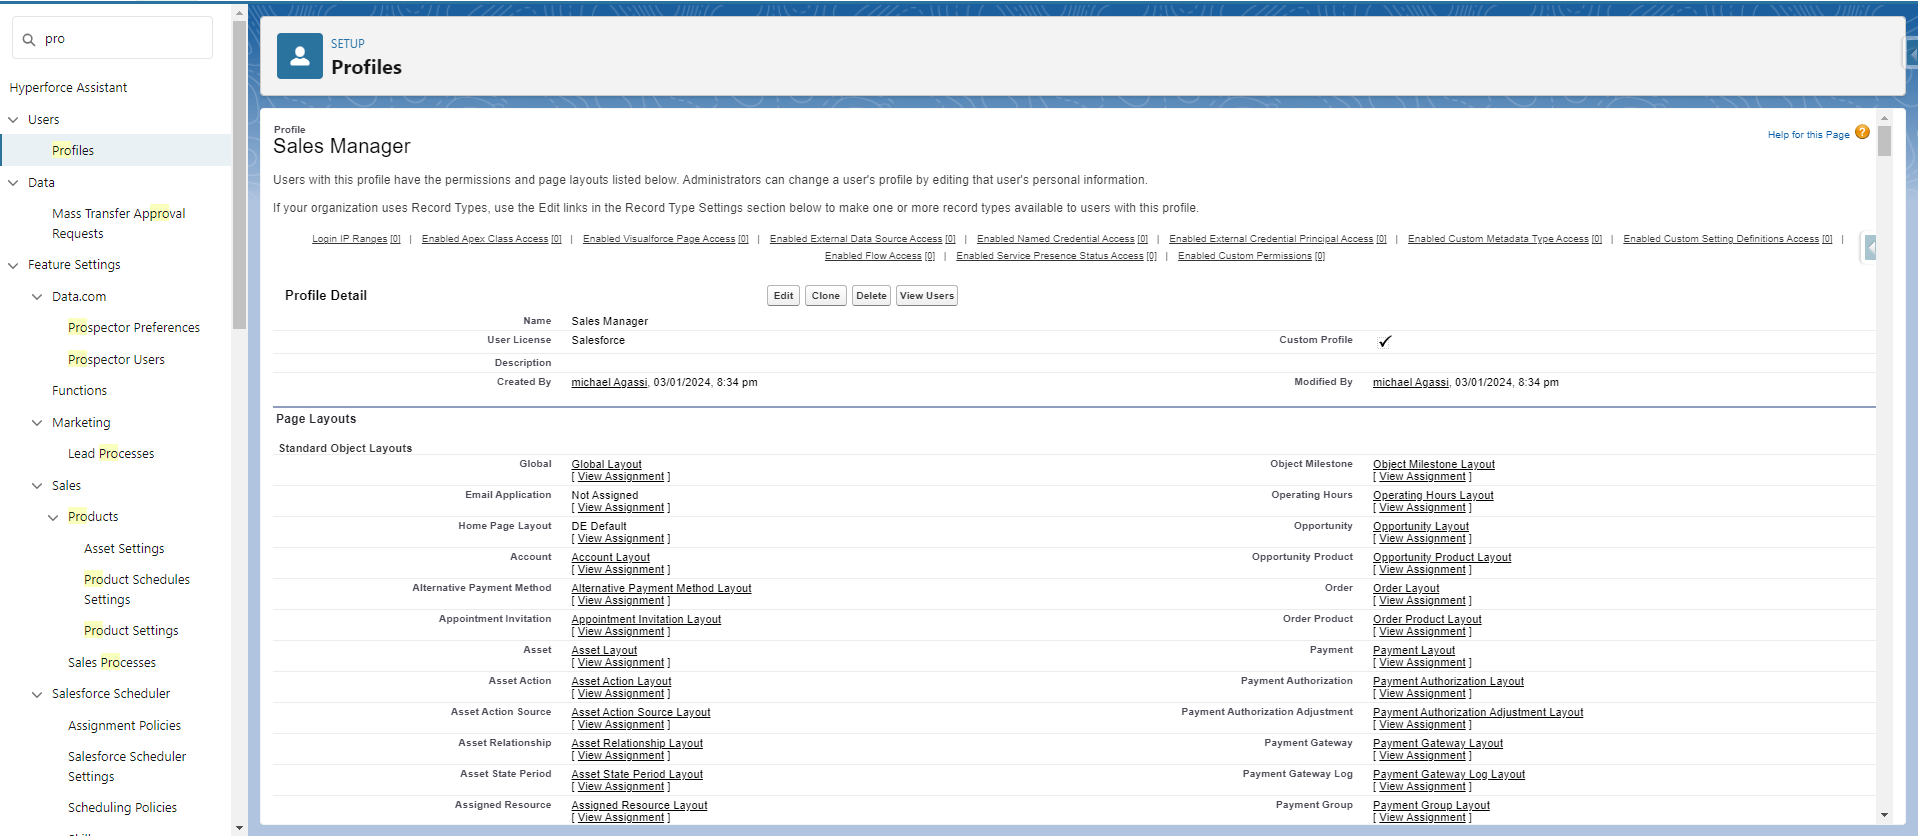 pro
Hyperforce Assistant
Users
Profiles
Data
Mass Transfer Approval
Requests
Feature Settings
Data.com
Prospector Preferences
Prospector Users
Functions
Marketing
Lead Processes
Sales
Products
Asset Settings
Product Schedules
Settings
Product Settings
Sales Processes
Salesforce Scheduler
Assignment Policies
Salesforce Scheduler
Settings
Scheduling Policies
SETUP
Profiles
Profile
Sales Manager
Help for this Page ?
Users with this profile have the permissions and page layouts listed below. Administrators can change a user's profile by editing that user's personal information.
If your organization uses Record Types, use the Edit links in the Record Type Settings section below to make one or more record types available to users with this profile.
Login IP Ranges [0] | Enabled Apex Class Access [0] | Enabled Visualforce Page Access [0] | Enabled External Data Source Access [0] | Enabled Named Credential Access [0] | Enabled External Credential Principal Access [0] | Enabled Custom Metadata Type Access [0] | Enabled Custom Setting Definitions Access [0] |
Enabled Flow Access [0] | Enabled Service Presence Status Access [0] | Enabled Custom Permissions [0]
Profile Detail Edit Clone Delete View Users
Name Sales Manager
User License Salesforce Custom Profile ✓
Description
Created By michael Agassi, 03/01/2024, 8:34 pm Modified By michael Agassi, 03/01/2024, 8:34 pm
Page Layouts
Standard Object Layouts
Global Global Layout Object Milestone Object Milestone Layout
[ View Assignment ] [ View Assignment ]
Email Application Not Assigned Operating Hours Operating Hours Layout
[ View Assignment ] [ View Assignment ]
Home Page Layout DE Default Opportunity Opportunity Layout
[ View Assignment ] [ View Assignment ]
Account Account Layout Opportunity Product Opportunity Product Layout
[ View Assignment ] [ View Assignment ]
Alternative Payment Method Alternative Payment Method Layout Order Order Layout
[ View Assignment ] [ View Assignment ]
Appointment Invitation Appointment Invitation Layout Order Product Order Product Layout
[ View Assignment ] [ View Assignment ]
Asset Asset Layout Payment Payment Layout
[ View Assignment ] [ View Assignment ]
Asset Action Asset Action Layout Payment Authorization Payment Authorization Layout
[ View Assignment ] [ View Assignment ]
Asset Action Source Asset Action Source Layout Payment Authorization Adjustment Payment Authorization Adjustment Layout
[ View Assignment ] [ View Assignment ]
Asset Relationship Asset Relationship Layout Payment Gateway Payment Gateway Layout
[ View Assignment ] [ View Assignment ]
Asset State Period Asset State Period Layout Payment Gateway Log Payment Gateway Log Layout
[ View Assignment ] [ View Assignment ]
Assigned Resource Assigned Resource Layout Payment Group Payment Group Layout
[ View Assignment ] [ View Assignment ]